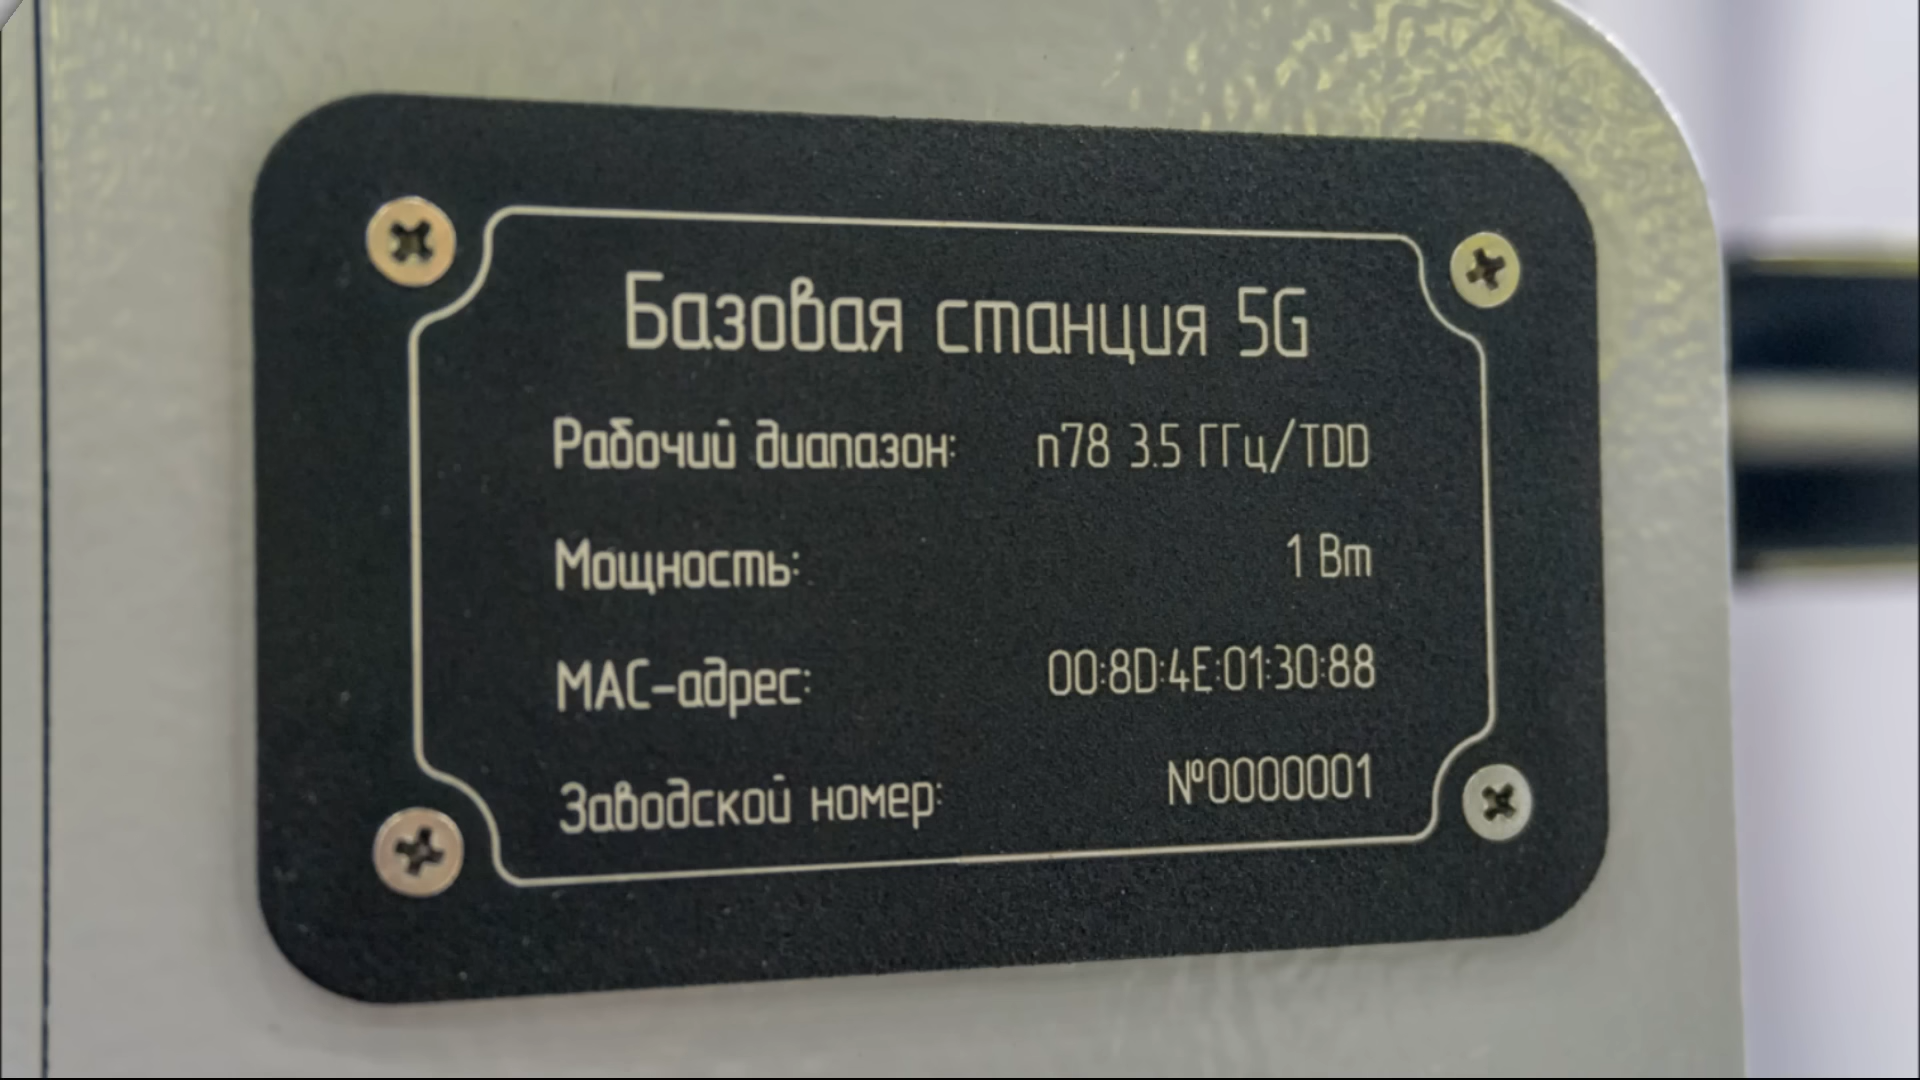 Базовая станция 5G
Рабочий диапазон: n78 3.5 ГГц/TDD
Мощность: 1 Вт
MAC-адрес: 00:8D:4E:01:30:88
Заводской номер: №0000001